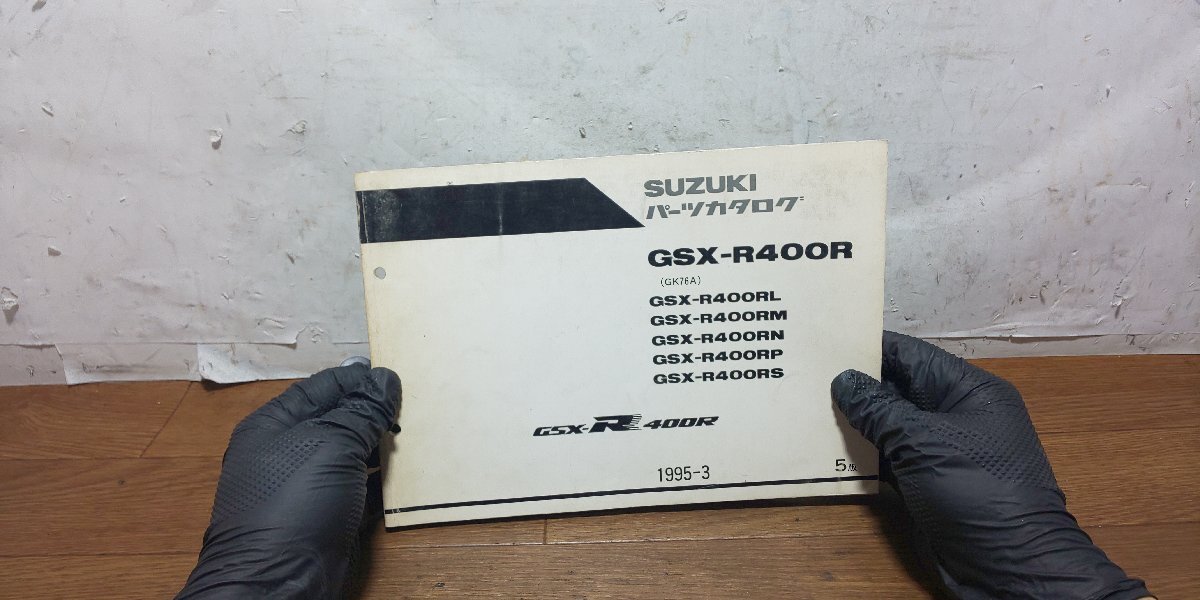 SUZUKI
パーツカタログ
GSX-R400R
(GK76A)
GSX-R400RL
GSX-R400RM
GSX-R400RN
GSX-R400RP
GSX-R400RS
GSX-R400R
1995-3
5版